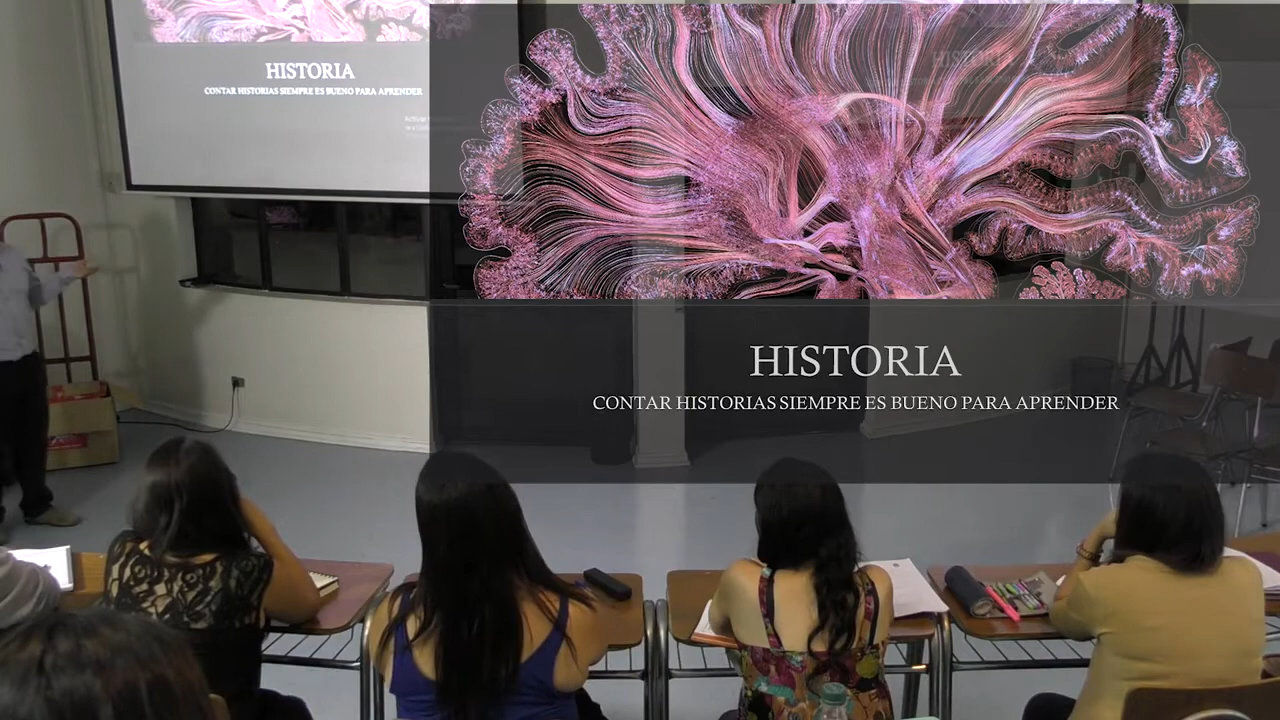 HISTORIA
CONTAR HISTORIAS SIEMPRE ES BUENO PARA APRENDER
HISTORIA
CONTAR HISTORIAS SIEMPRE ES BUENO PARA APRENDER